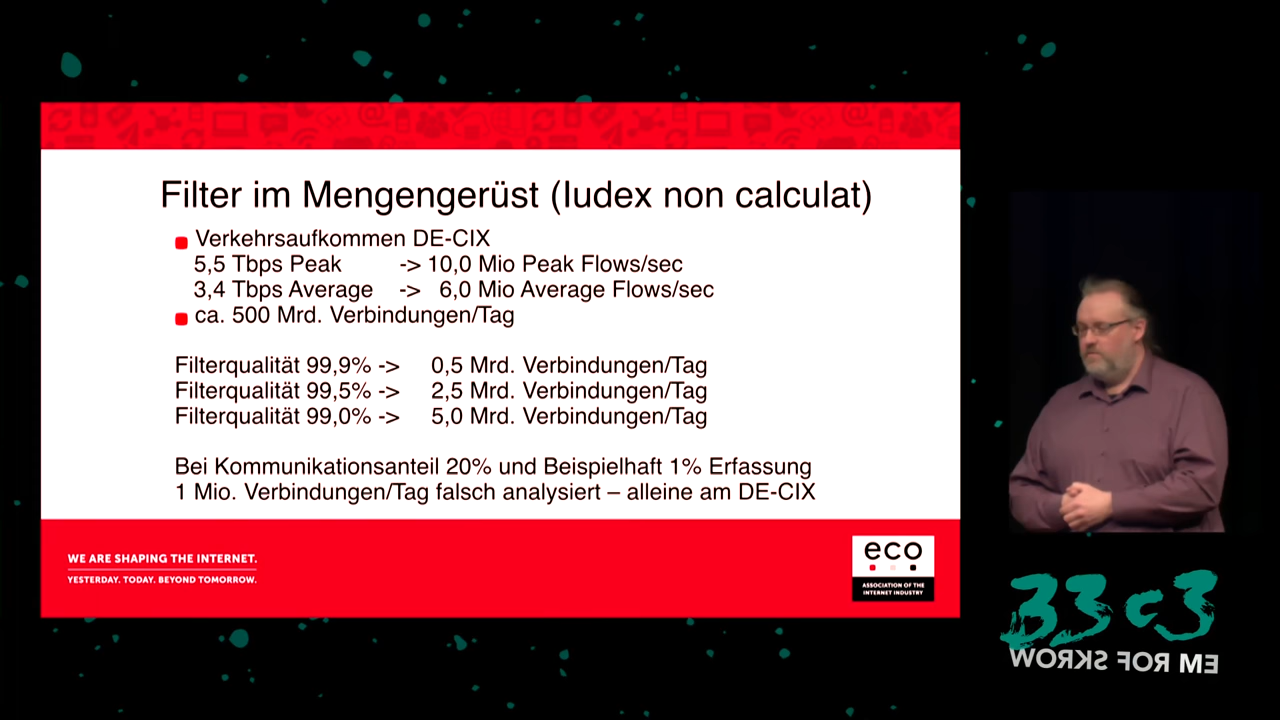 Filter im Mengengerüst (Iudex non calculat)
Verkehrsaufkommen DE-CIX
5,5 Tbps Peak -> 10,0 Mio Peak Flows/sec
3,4 Tbps Average -> 6,0 Mio Average Flows/sec
ca. 500 Mrd. Verbindungen/Tag
Filterqualität 99,9% -> 0,5 Mrd. Verbindungen/Tag
Filterqualität 99,5% -> 2,5 Mrd. Verbindungen/Tag
Filterqualität 99,0% -> 5,0 Mrd. Verbindungen/Tag
Bei Kommunikationsanteil 20% und Beispielhaft 1% Erfassung
1 Mio. Verbindungen/Tag falsch analysiert – alleine am DE-CIX
WE ARE SHAPING THE INTERNET.
YESTERDAY. TODAY. BEYOND TOMORROW.
eco
ASSOCIATION OF THE
INTERNET INDUSTRY
33c3
WORKS FOR ME